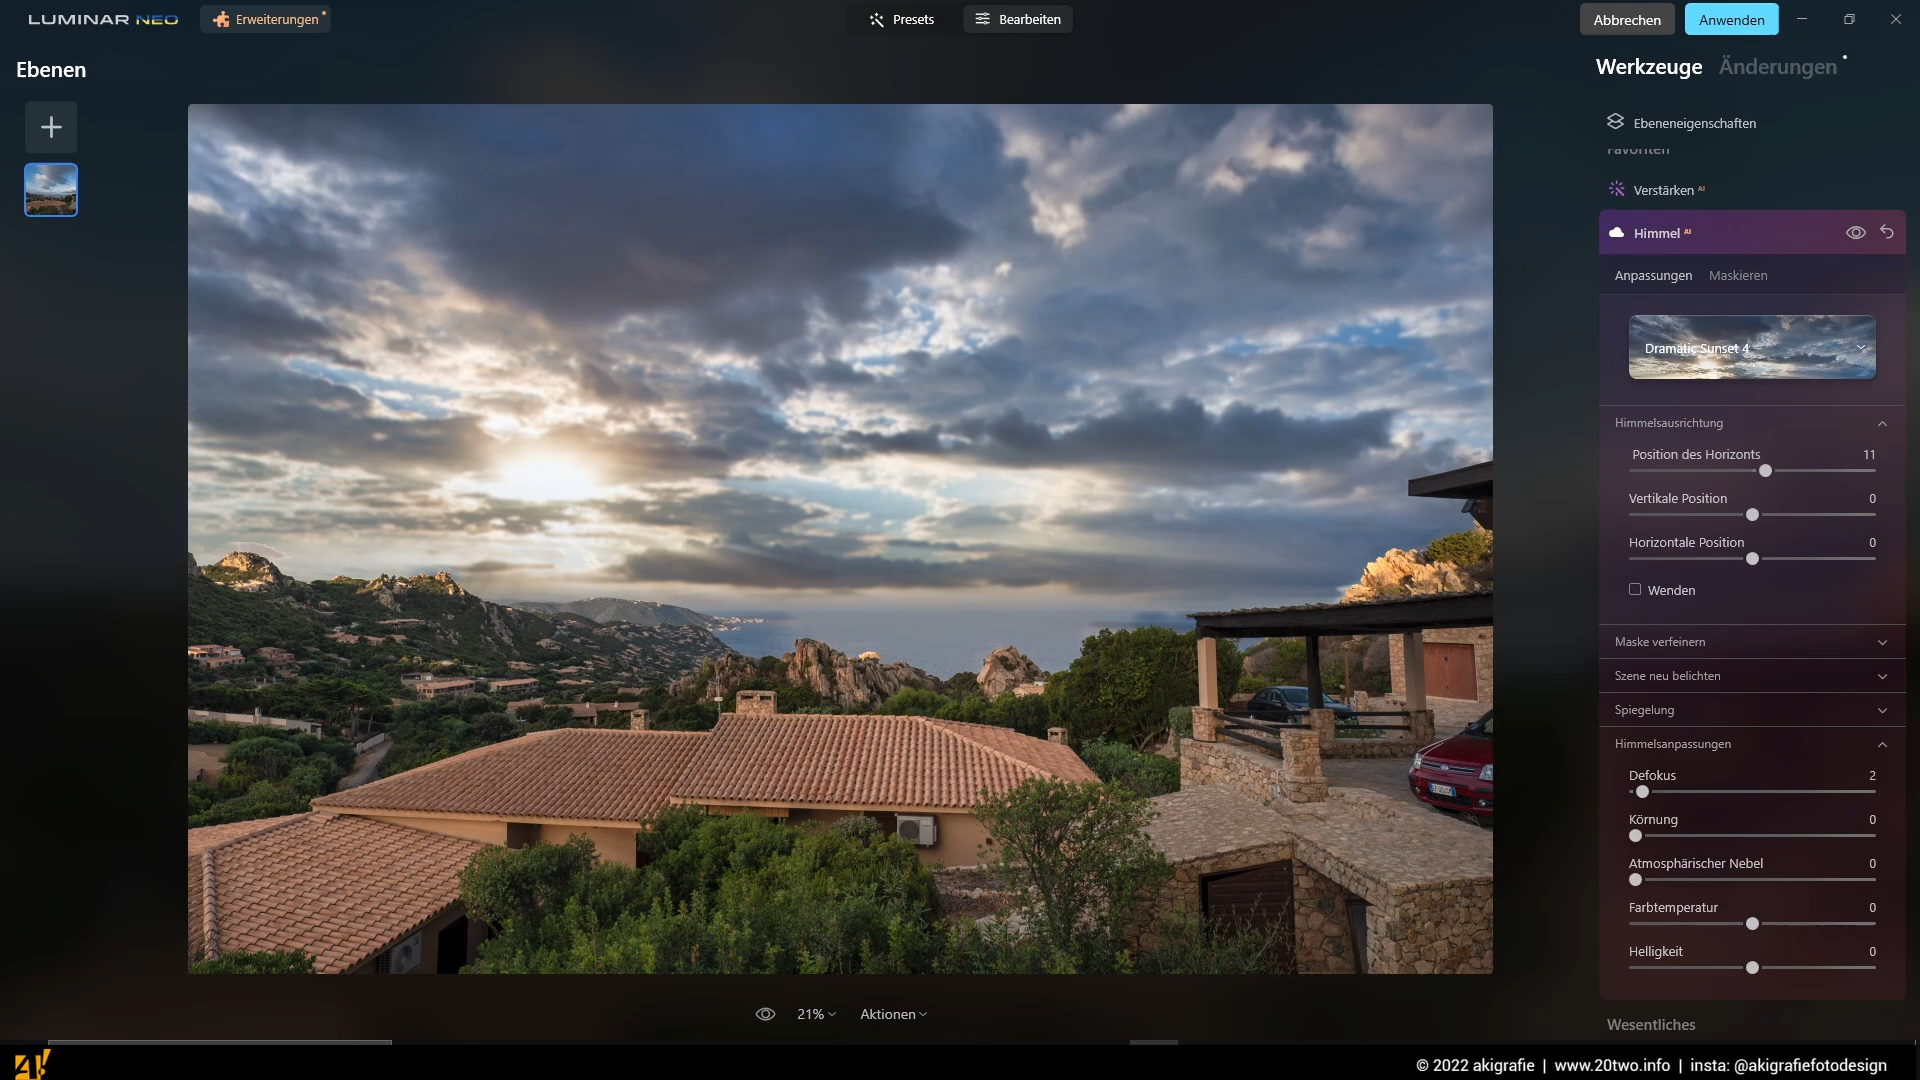 LUMINAR NEO
Erweiterungen
Presets
Bearbeiten
Abbrechen
Anwenden
Ebenen
Werkzeuge
Änderungen
Ebeneneigenschaften
Favoriten
Verstärken AI
Himmel AI
Anpassungen
Maskieren
Dramatic Sunset 4
Himmelsausrichtung
Position des Horizonts 11
Vertikale Position 0
Horizontale Position 0
Wenden
Maske verfeinern
Szene neu belichten
Spiegelung
Himmelsanpassungen
Defokus 2
Körnung 0
Atmosphärischer Nebel 0
Farbtemperatur 0
Helligkeit 0
21%
Aktionen
Wesentliches
© 2022 akigrafie | www.20two.info | insta: @akigrafiefotodesign